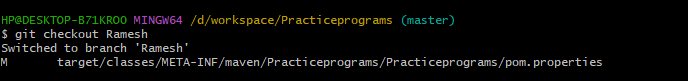 HP@DESKTOP-B71KROO MINGW64 /d/workspace/Practiceprograms (master)
$ git checkout Ramesh
Switched to branch 'Ramesh'
M       target/classes/META-INF/maven/Practiceprograms/Practiceprograms/pom.properties